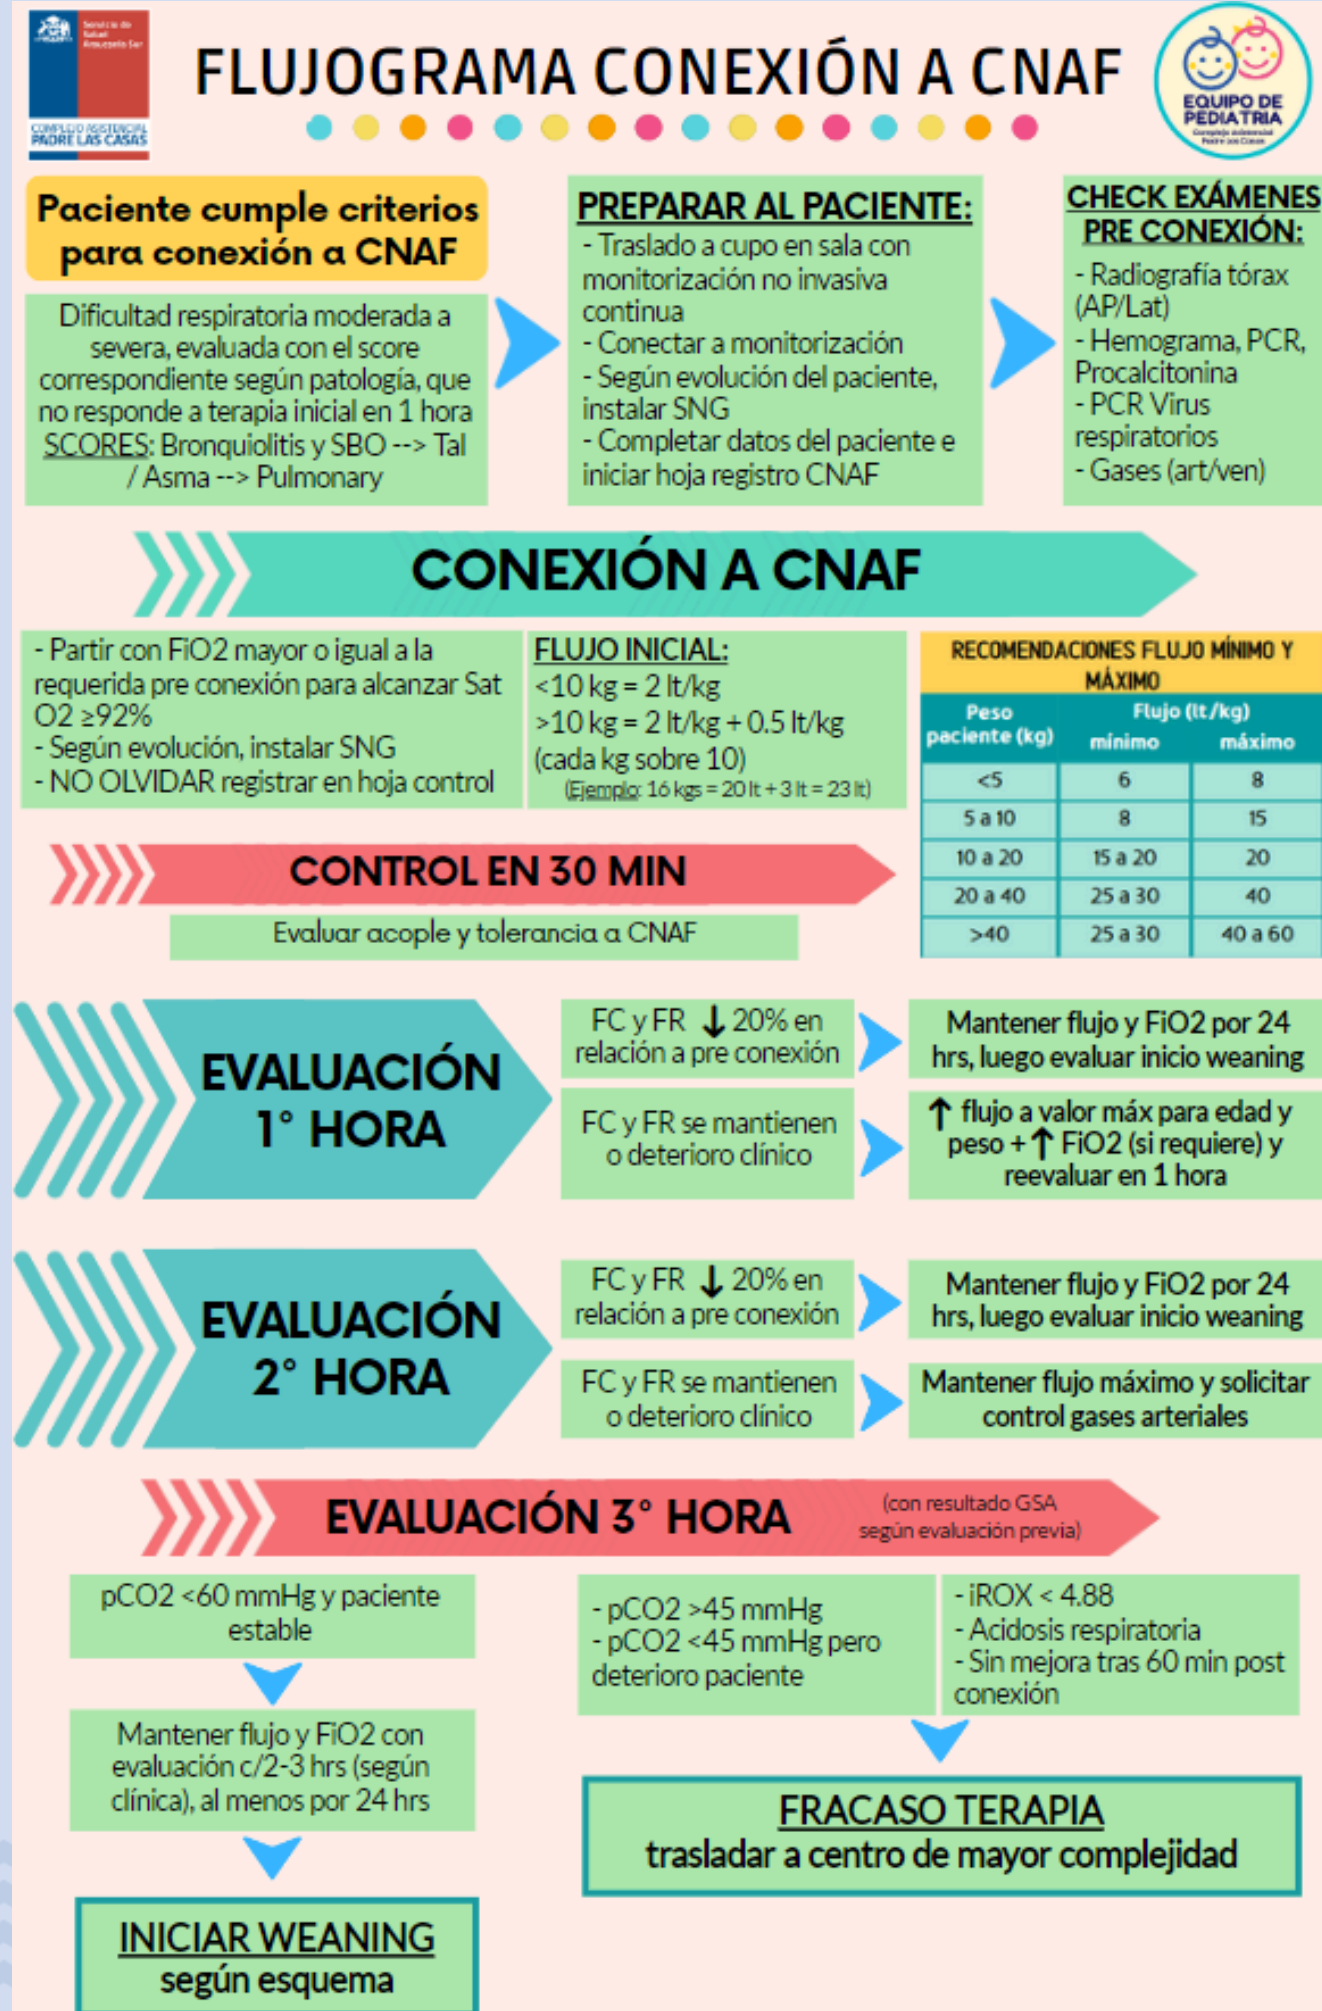 Servicio de
Salud
Araucanía Sur
COMPLEJO ASISTENCIAL
PADRE LAS CASAS
FLUJOGRAMA CONEXIÓN A CNAF
EQUIPO DE
PEDIATRIA
Complejo Asistencial
Padre Las Casas
Paciente cumple criterios
para conexión a CNAF
Dificultad respiratoria moderada a
severa, evaluada con el score
correspondiente según patología, que
no responde a terapia inicial en 1 hora
SCORES: Bronquiolitis y SBO --> Tal
/ Asma --> Pulmonary
PREPARAR AL PACIENTE:
- Traslado a cupo en sala con
monitorización no invasiva
continua
- Conectar a monitorización
- Según evolución del paciente,
instalar SNG
- Completar datos del paciente e
iniciar hoja registro CNAF
CHECK EXÁMENES
PRE CONEXIÓN:
- Radiografía tórax
(AP/Lat)
- Hemograma, PCR,
Procalcitonina
- PCR Virus
respiratorios
- Gases (art/ven)
CONEXIÓN A CNAF
- Partir con FiO2 mayor o igual a la
requerida pre conexión para alcanzar Sat
O2 ≥92%
- Según evolución, instalar SNG
- NO OLVIDAR registrar en hoja control
FLUJO INICIAL:
<10 kg = 2 lt/kg
>10 kg = 2 lt/kg + 0.5 lt/kg
(cada kg sobre 10)
(Ejemplo: 16 kgs = 20 lt + 3 lt = 23 lt)
RECOMENDACIONES FLUJO MÍNIMO Y
MÁXIMO
Peso paciente (kg) Flujo (lt/kg)
mínimo máximo
<5 6 8
5 a 10 8 15
10 a 20 15 a 20 20
20 a 40 25 a 30 40
>40 25 a 30 40 a 60
CONTROL EN 30 MIN
Evaluar acople y tolerancia a CNAF
EVALUACIÓN
1° HORA
FC y FR ↓ 20% en
relación a pre conexión
Mantener flujo y FiO2 por 24
hrs, luego evaluar inicio weaning
FC y FR se mantienen
o deterioro clínico
↑ flujo a valor máx para edad y
peso + ↑ FiO2 (si requiere) y
reevaluar en 1 hora
EVALUACIÓN
2° HORA
FC y FR ↓ 20% en
relación a pre conexión
Mantener flujo y FiO2 por 24
hrs, luego evaluar inicio weaning
FC y FR se mantienen
o deterioro clínico
Mantener flujo máximo y solicitar
control gases arteriales
EVALUACIÓN 3° HORA
(con resultado GSA
según evaluación previa)
pCO2 <60 mmHg y paciente
estable
Mantener flujo y FiO2 con
evaluación c/2-3 hrs (según
clínica), al menos por 24 hrs
INICIAR WEANING
según esquema
- pCO2 >45 mmHg
- pCO2 <45 mmHg pero
deterioro paciente
- iROX < 4.88
- Acidosis respiratoria
- Sin mejora tras 60 min post
conexión
FRACASO TERAPIA
trasladar a centro de mayor complejidad